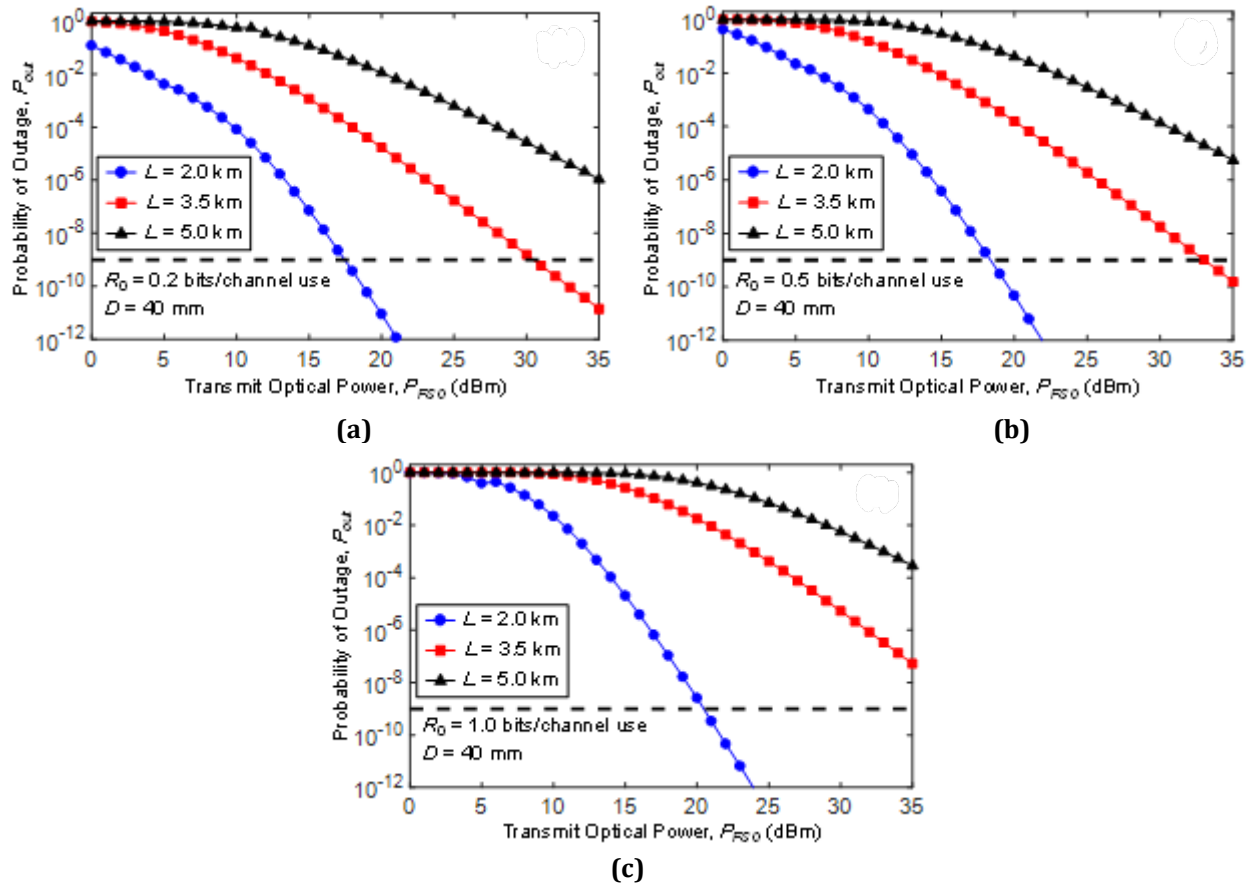 10^0
10^-2
10^-4
10^-6
10^-8
10^-10
10^-12
Probability of Outage, P_out
L = 2.0 km
L = 3.5 km
L = 5.0 km
R_0 = 0.2 bits/channel use
D = 40 mm
0 5 10 15 20 25 30 35
Transmit Optical Power, P_FSO (dBm)
(a)
10^0
10^-2
10^-4
10^-6
10^-8
10^-10
10^-12
Probability of Outage, P_out
L = 2.0 km
L = 3.5 km
L = 5.0 km
R_0 = 0.5 bits/channel use
D = 40 mm
0 5 10 15 20 25 30 35
Transmit Optical Power, P_FSO (dBm)
(b)
10^0
10^-2
10^-4
10^-6
10^-8
10^-10
10^-12
Probability of Outage, P_out
L = 2.0 km
L = 3.5 km
L = 5.0 km
R_0 = 1.0 bits/channel use
D = 40 mm
0 5 10 15 20 25 30 35
Transmit Optical Power, P_FSO (dBm)
(c)